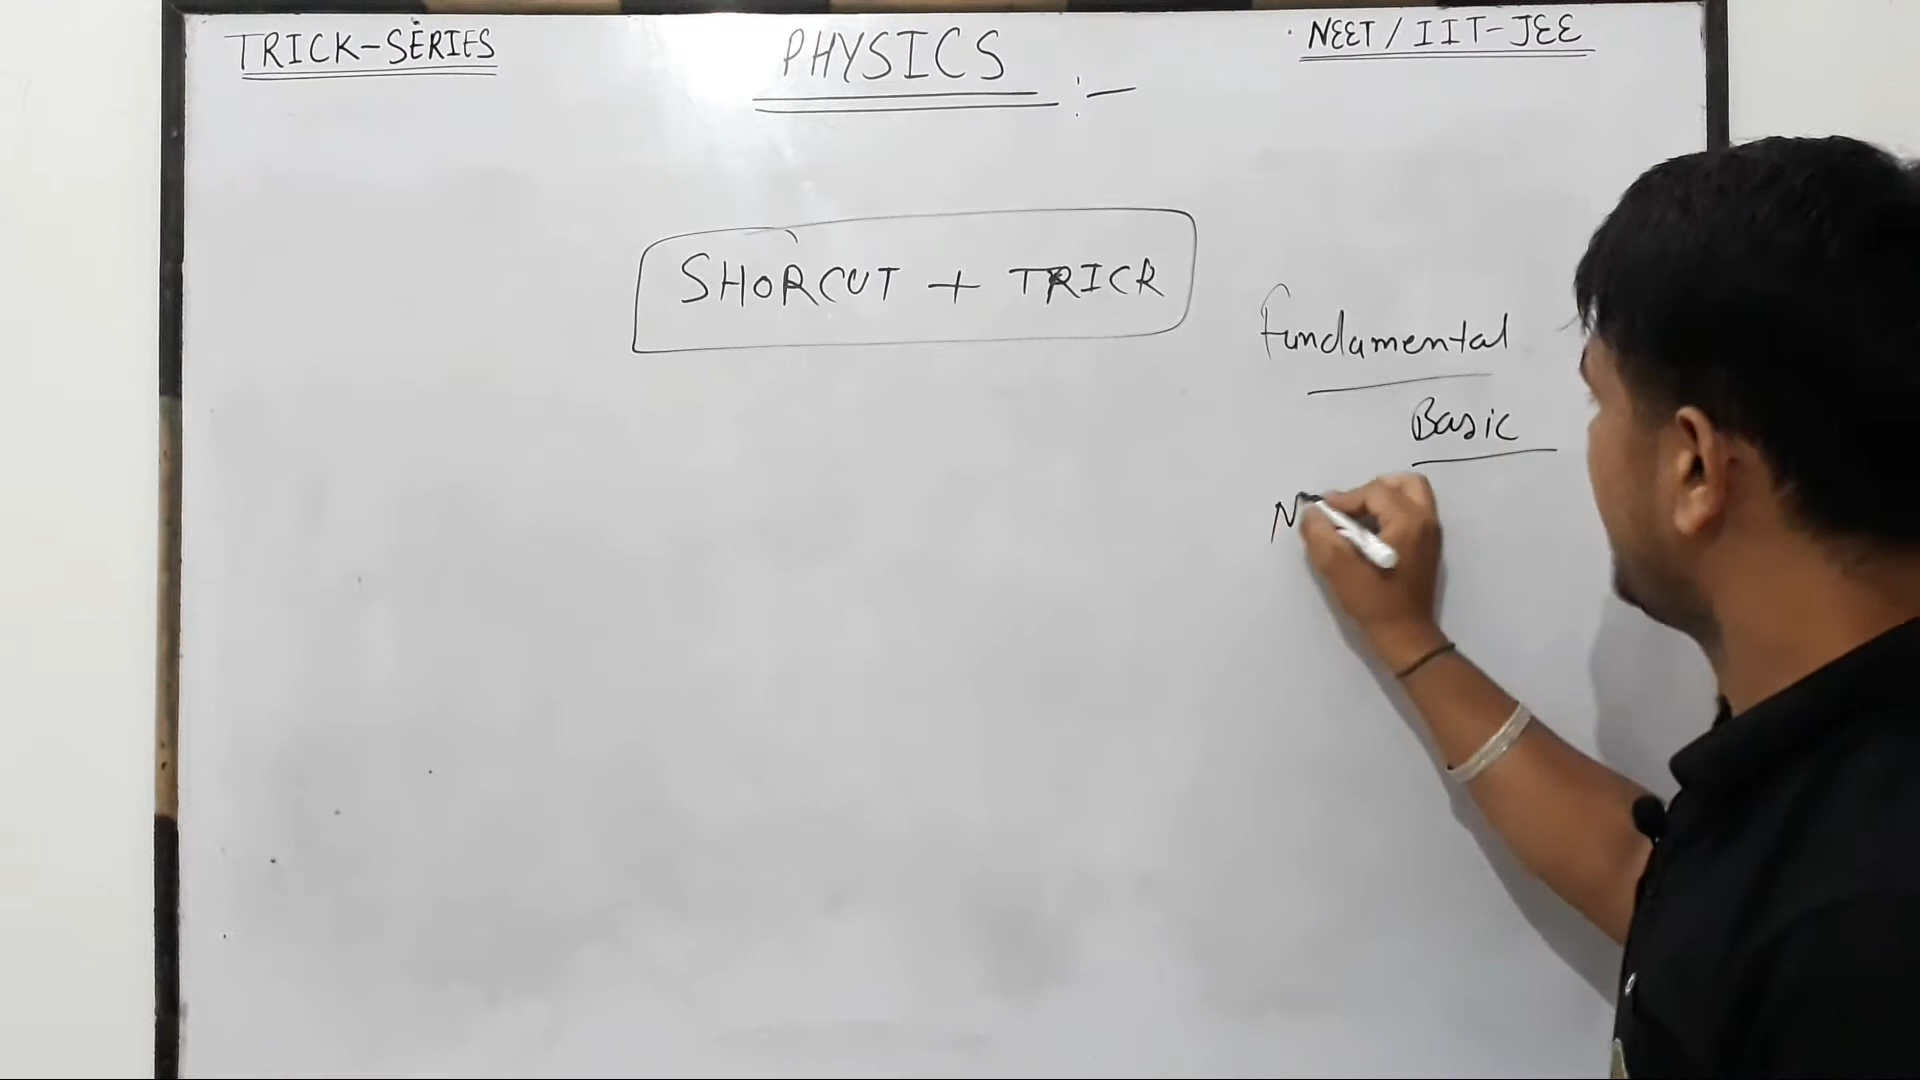 TRICK-SERIES
PHYSICS :-
NEET / IIT-JEE
SHORCUT + TRICK
Fundamental
Basic
N